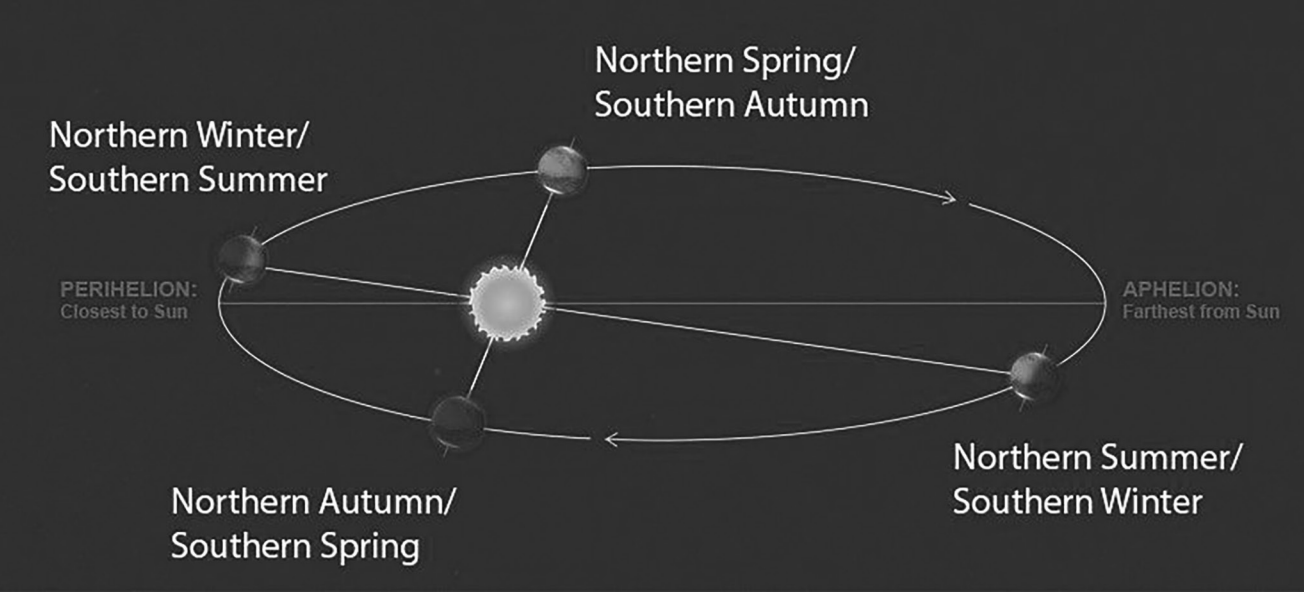 Northern Spring/
Southern Autumn
Northern Winter/
Southern Summer
PERIHELION:
Closest to Sun
APHELION:
Farthest from Sun
Northern Summer/
Southern Winter
Northern Autumn/
Southern Spring